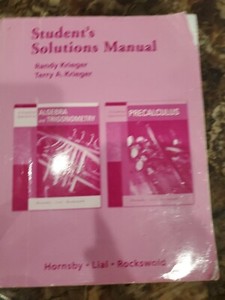 Student's
Solutions Manual
Randy Krieger
Terry A. Krieger
ALGEBRA
AND TRIGONOMETRY
PRECALCULUS
Hornsby • Lial • Rockswold